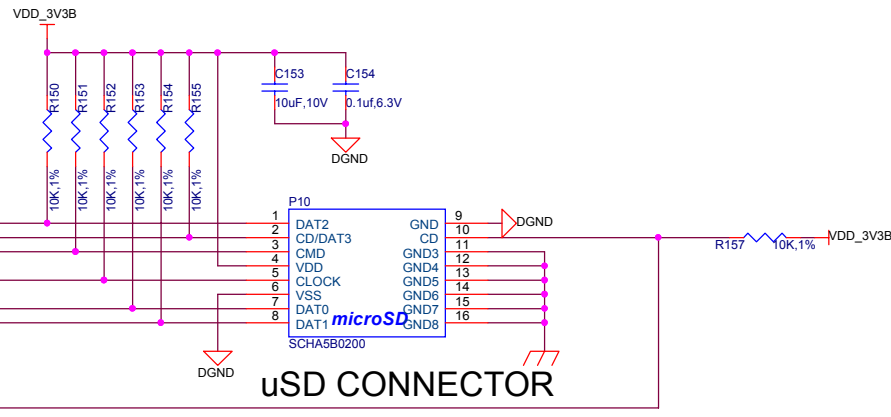 VDD_3V3B
R150
R151
R152
R153
R154
R155
10K,1%
10K,1%
10K,1%
10K,1%
10K,1%
10K,1%
C153
10uF,10V
C154
0.1uf,6.3V
DGND
P10
1 DAT2 GND 9 DGND
2 CD/DAT3 CD 10
3 CMD GND3 11
4 VDD GND4 12
5 CLOCK GND5 13
6 VSS GND6 14
7 DAT0 microSD GND7 15
8 DAT1 GND8 16
SCHA5B0200
R157 10K,1% VDD_3V3B
DGND
uSD CONNECTOR